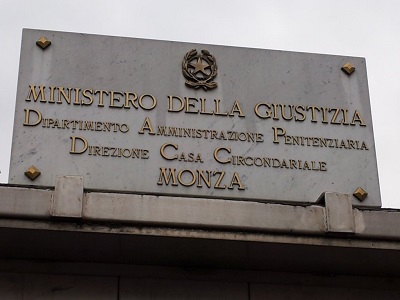 MINISTERO DELLA GIUSTIZIA
DIPARTIMENTO AMMINISTRAZIONE PENITENZIARIA
DIREZIONE CASA CIRCONDARIALE
MONZA